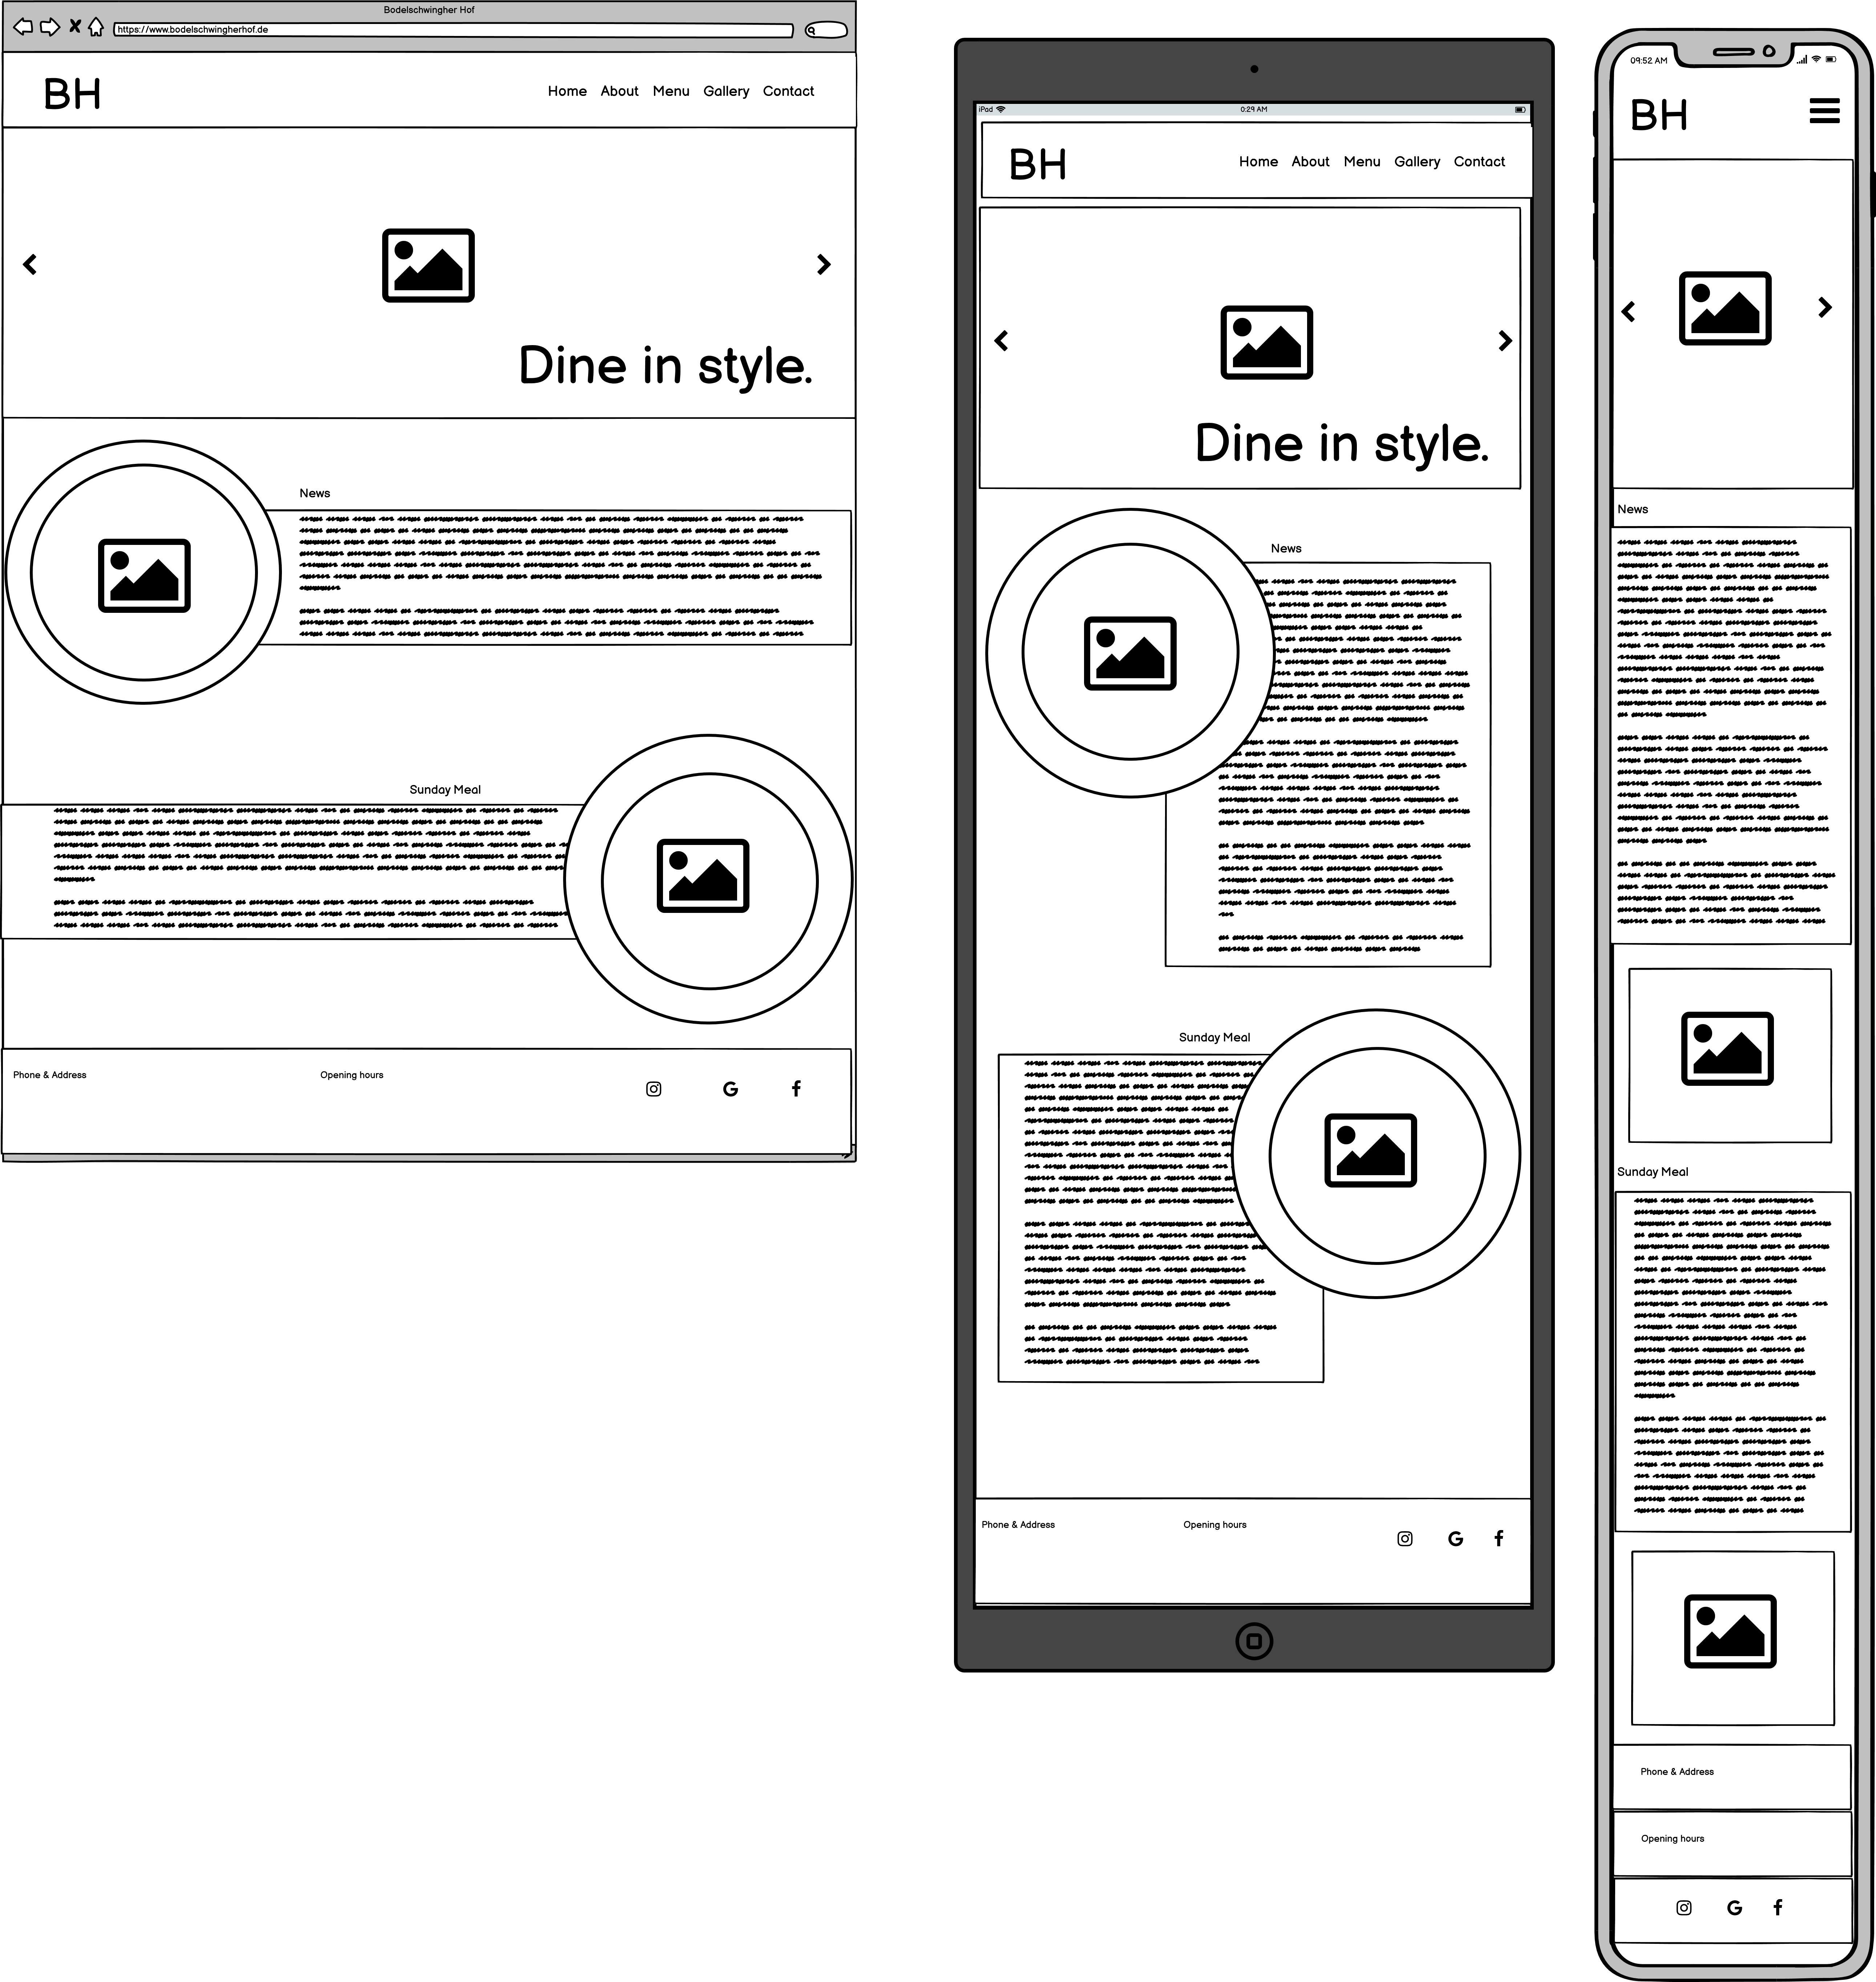 Bodelschwingher Hof
https://www.bodelschwingherhof.de
BH
Home About Menu Gallery Contact
Dine in style.
News
Sunday Meal
Phone & Address
Opening hours
iPad
0:29 AM
BH
Home About Menu Gallery Contact
Dine in style.
News
Sunday Meal
Phone & Address
Opening hours
09:52 AM
BH
News
Sunday Meal
Phone & Address
Opening hours